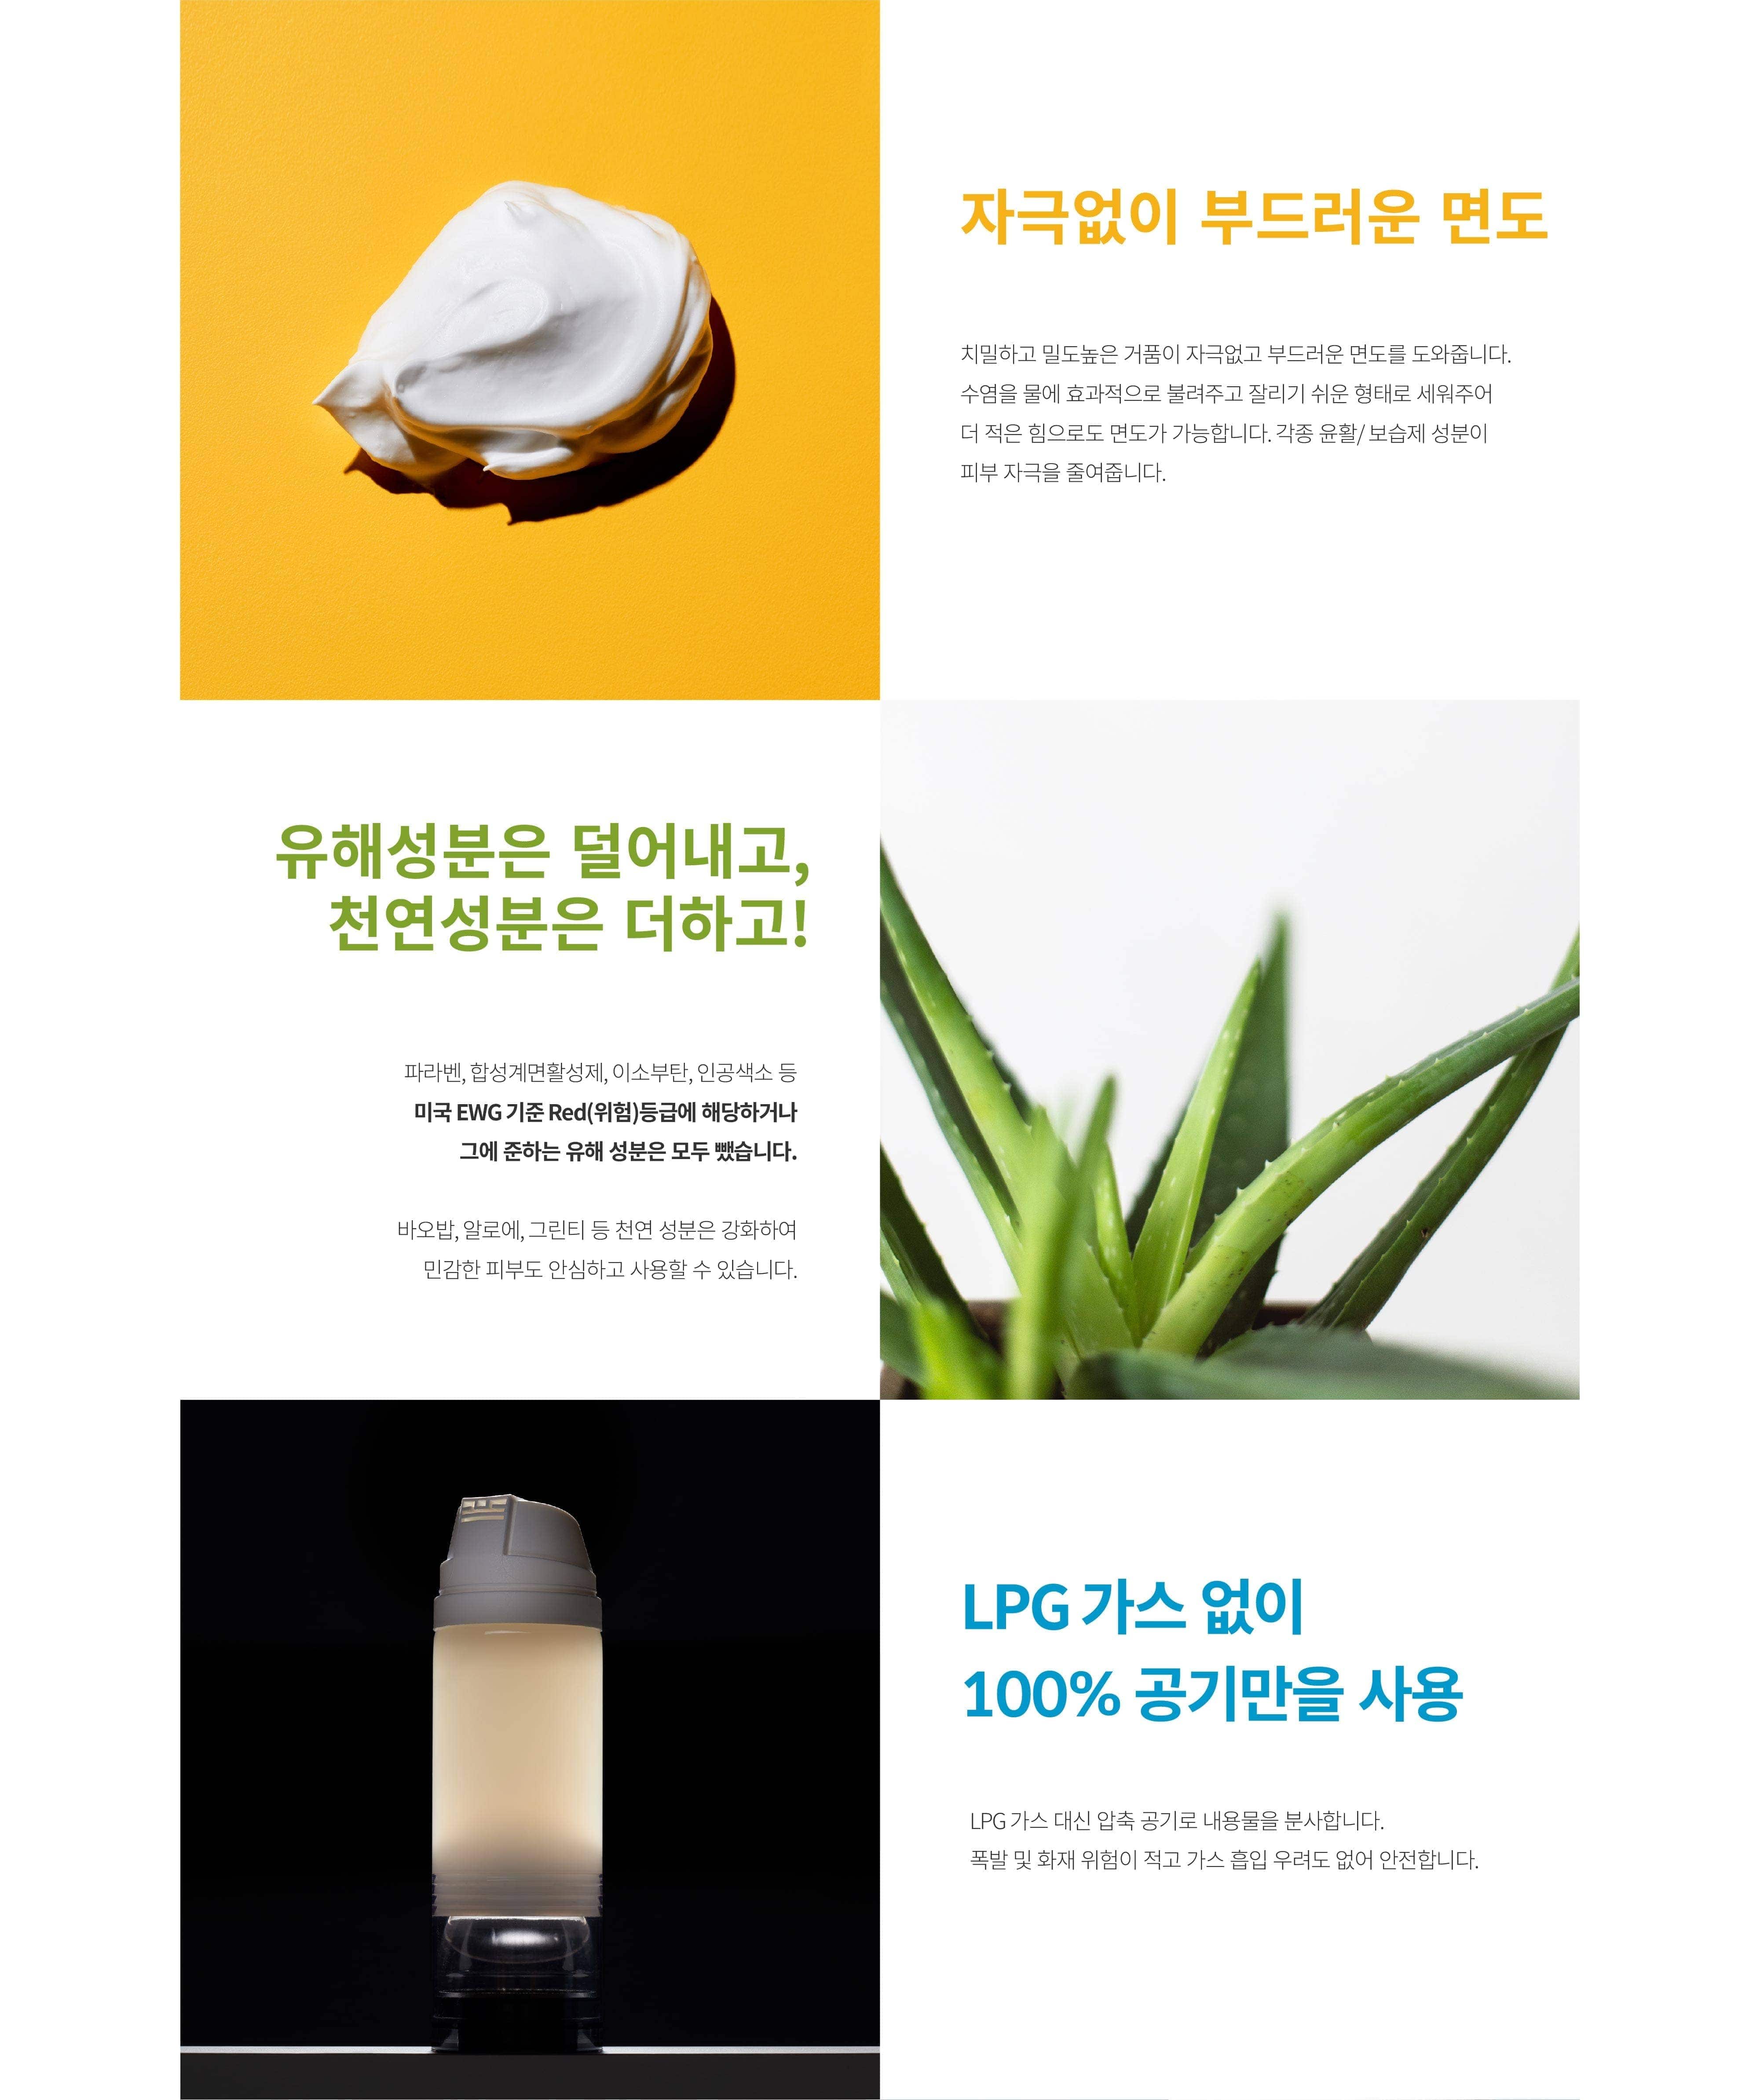 자극없이 부드러운 면도
치밀하고 밀도높은 거품이 자극없고 부드러운 면도를 도와줍니다.
수염을 물에 효과적으로 불려주고 잘리기 쉬운 형태로 세워주어
더 적은 힘으로도 면도가 가능합니다. 각종 윤활/ 보습제 성분이
피부 자극을 줄여줍니다.
유해성분은 덜어내고,
천연성분은 더하고!
파라벤, 합성계면활성제, 이소부탄, 인공색소 등
미국 EWG 기준 Red(위험)등급에 해당하거나
그에 준하는 유해 성분은 모두 뺐습니다.
바오밥, 알로에, 그린티 등 천연 성분은 강화하여
민감한 피부도 안심하고 사용할 수 있습니다.
LPG 가스 없이
100% 공기만을 사용
LPG 가스 대신 압축 공기로 내용물을 분사합니다.
폭발 및 화재 위험이 적고 가스 흡입 우려도 없어 안전합니다.